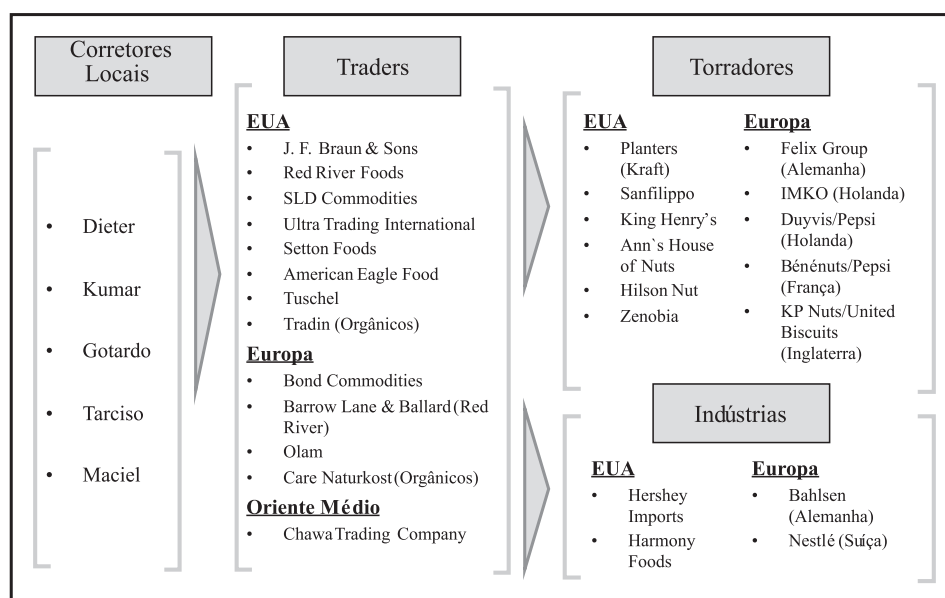 Corretores
Locais
• Dieter
• Kumar
• Gotardo
• Tarciso
• Maciel
Traders
EUA
• J. F. Braun & Sons
• Red River Foods
• SLD Commodities
• Ultra Trading International
• Setton Foods
• American Eagle Food
• Tuschel
• Tradin (Orgânicos)
Europa
• Bond Commodities
• Barrow Lane & Ballard (Red
River)
• Olam
• Care Naturkost (Orgânicos)
Oriente Médio
• Chawa Trading Company
Torradores
EUA
• Planters
(Kraft)
• Sanfilippo
• King Henry’s
• Ann`s House
of Nuts
• Hilson Nut
• Zenobia
Europa
• Felix Group
(Alemanha)
• IMKO (Holanda)
• Duyvis/Pepsi
(Holanda)
• Bénénuts/Pepsi
(França)
• KP Nuts/United
Biscuits
(Inglaterra)
Indústrias
EUA
• Hershey
Imports
• Harmony
Foods
Europa
• Bahlsen
(Alemanha)
• Nestlé (Suíça)